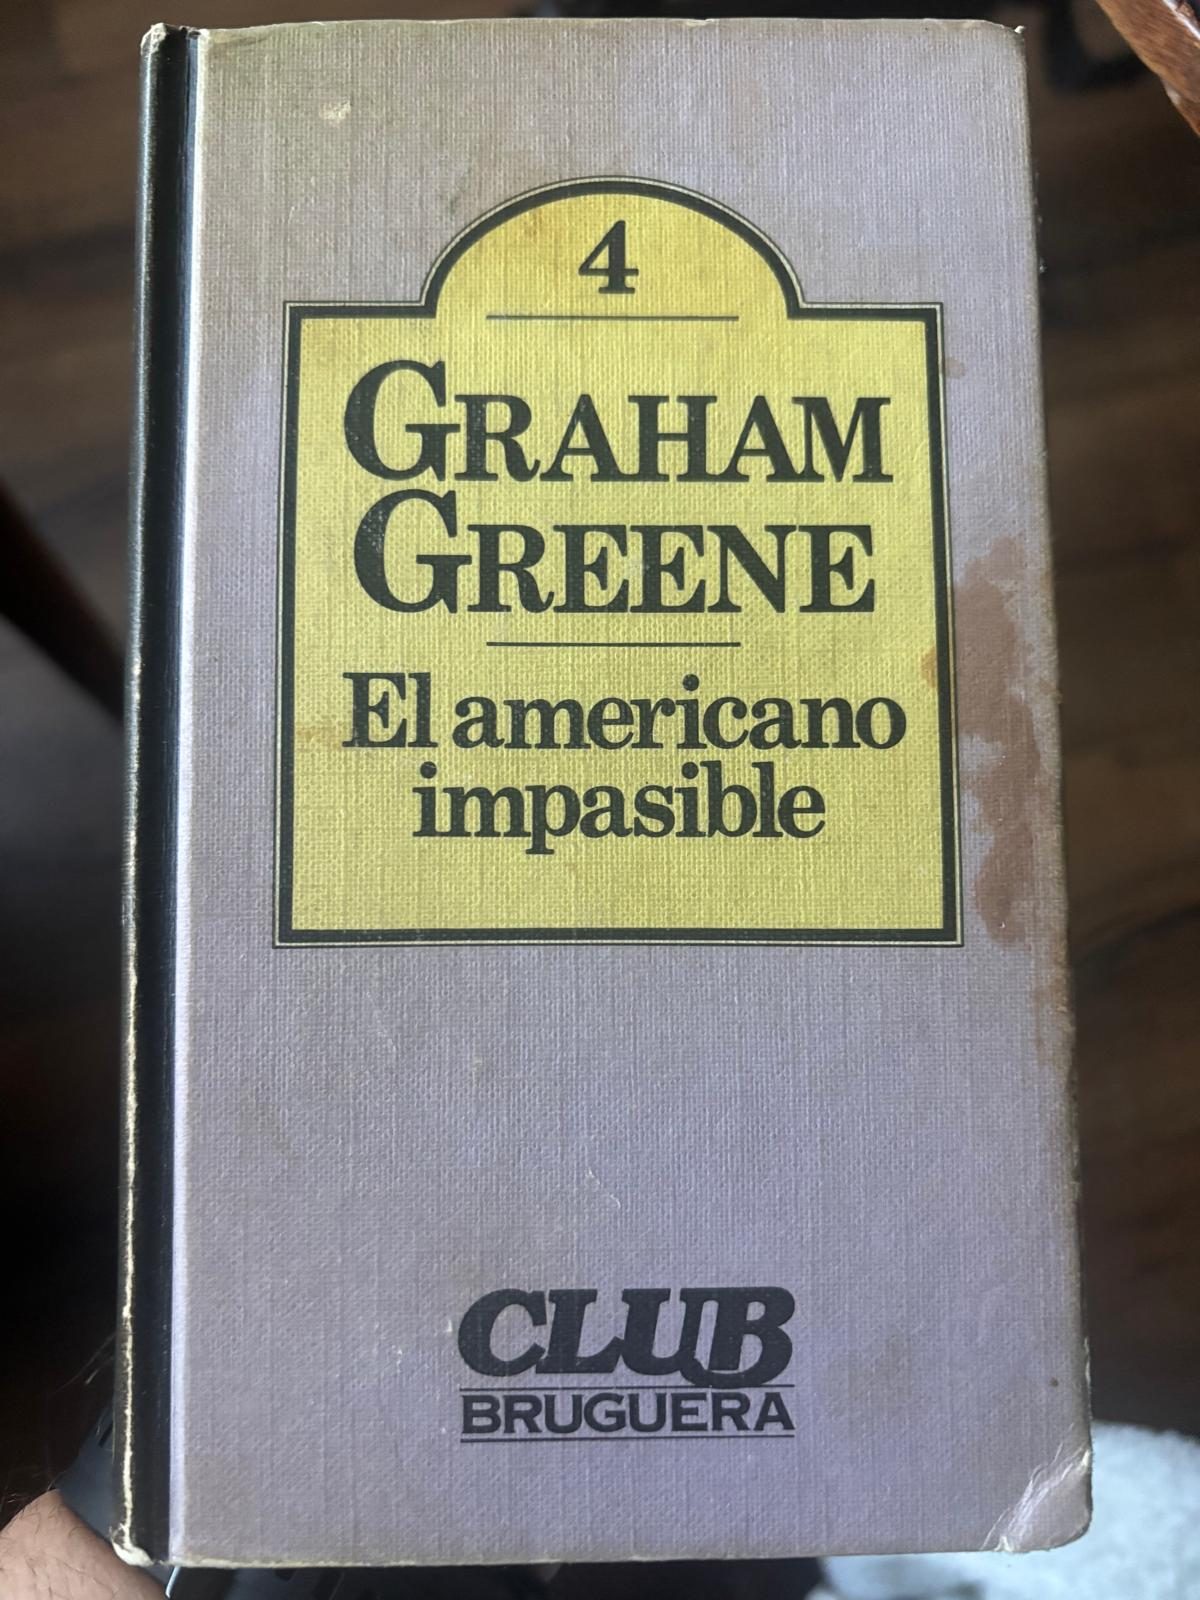 4
GRAHAM
GREENE
El americano
impasible
CLUB
BRUGUERA